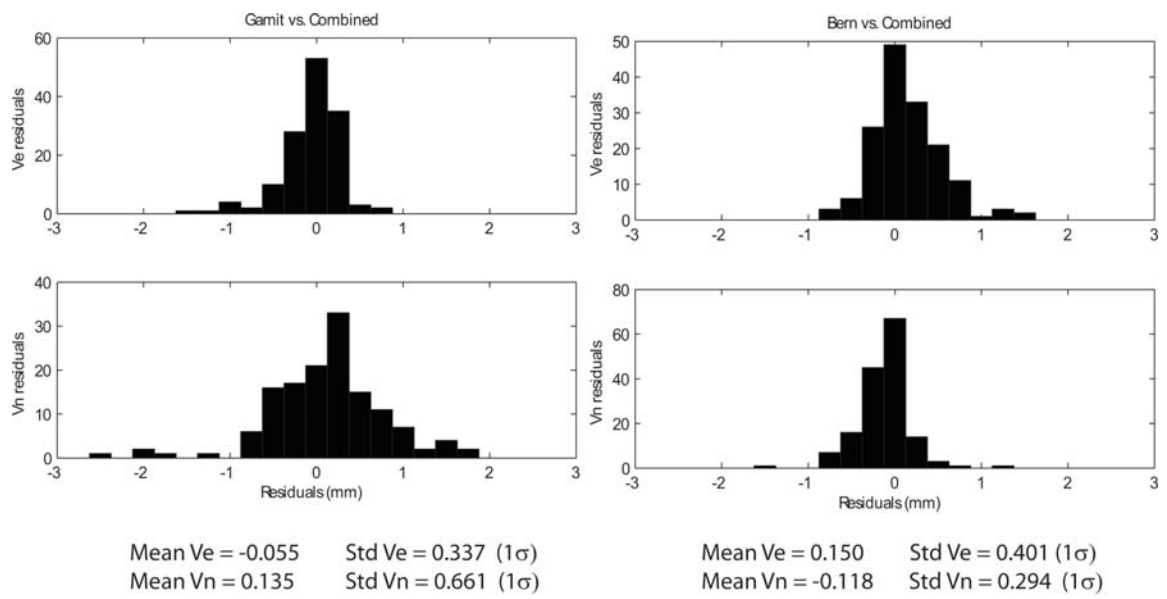 Gamit vs. Combined
60
40
20
0
Ve residuals
-3 -2 -1 0 1 2 3
40
30
20
10
0
Vn residuals
-3 -2 -1 0 1 2 3
Residuals (mm)
Mean Ve = -0.055 Std Ve = 0.337 (1σ)
Mean Vn = 0.135 Std Vn = 0.661 (1σ)
Bern vs. Combined
50
40
30
20
10
0
Ve residuals
-3 -2 -1 0 1 2 3
80
60
40
20
0
Vn residuals
-3 -2 -1 0 1 2 3
Residuals (mm)
Mean Ve = 0.150 Std Ve = 0.401 (1σ)
Mean Vn = -0.118 Std Vn = 0.294 (1σ)